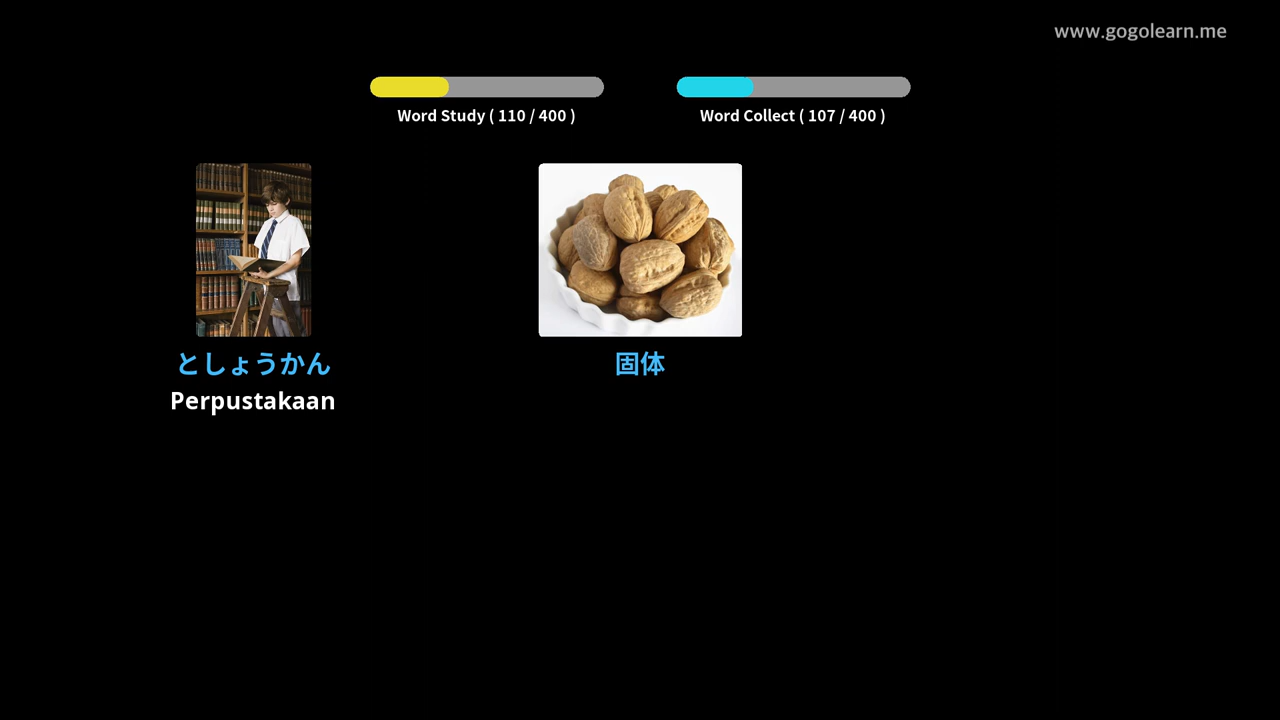 www.gogolearn.me
Word Study ( 110 / 400 )
Word Collect ( 107 / 400 )
としょうかん
固体
Perpustakaan